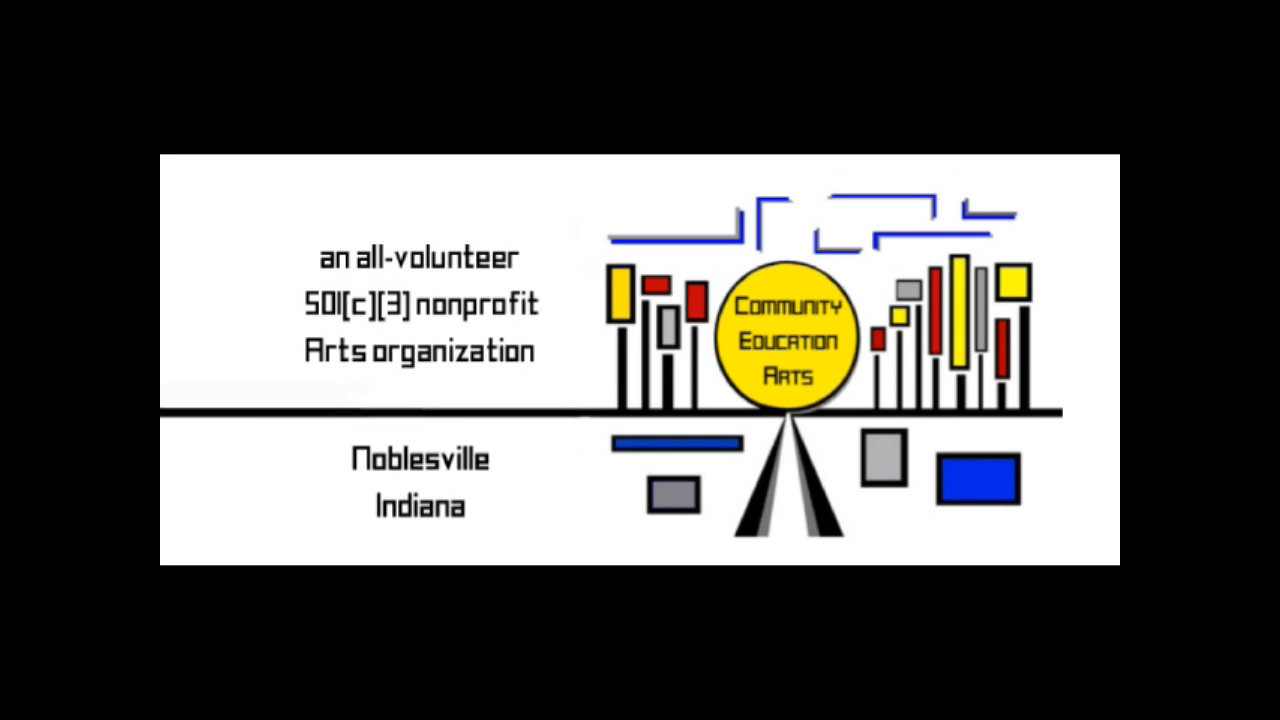 an all-volunteer
501[c][3] nonprofit
Arts organization
Noblesville
Indiana
Community
Education
Arts